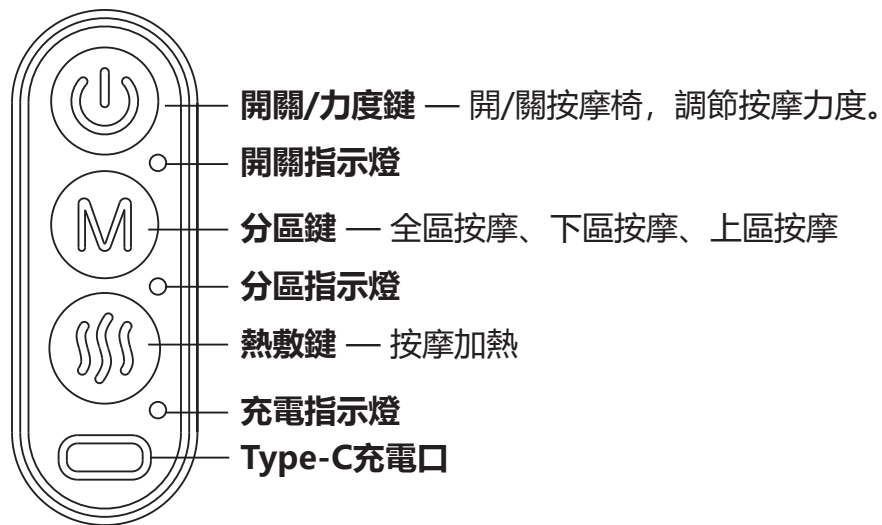 開關/力度鍵 — 開/關按摩椅，調節按摩力度。
開關指示燈
M
分區鍵 — 全區按摩、下區按摩、上區按摩
分區指示燈
熱敷鍵 — 按摩加熱
充電指示燈
Type-C充電口